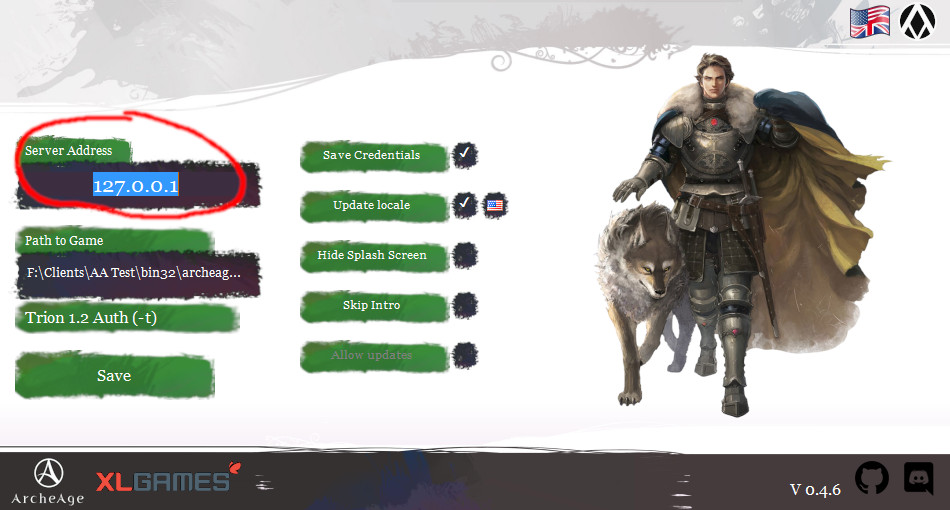 Server Address
127.0.0.1
Path to Game
F:\Clients\AA Test\bin32\archeag...
Trion 1.2 Auth (-t)
Save
Save Credentials
Update locale
Hide Splash Screen
Skip Intro
Allow updates
ArcheAge
XLGAMES
V 0.4.6